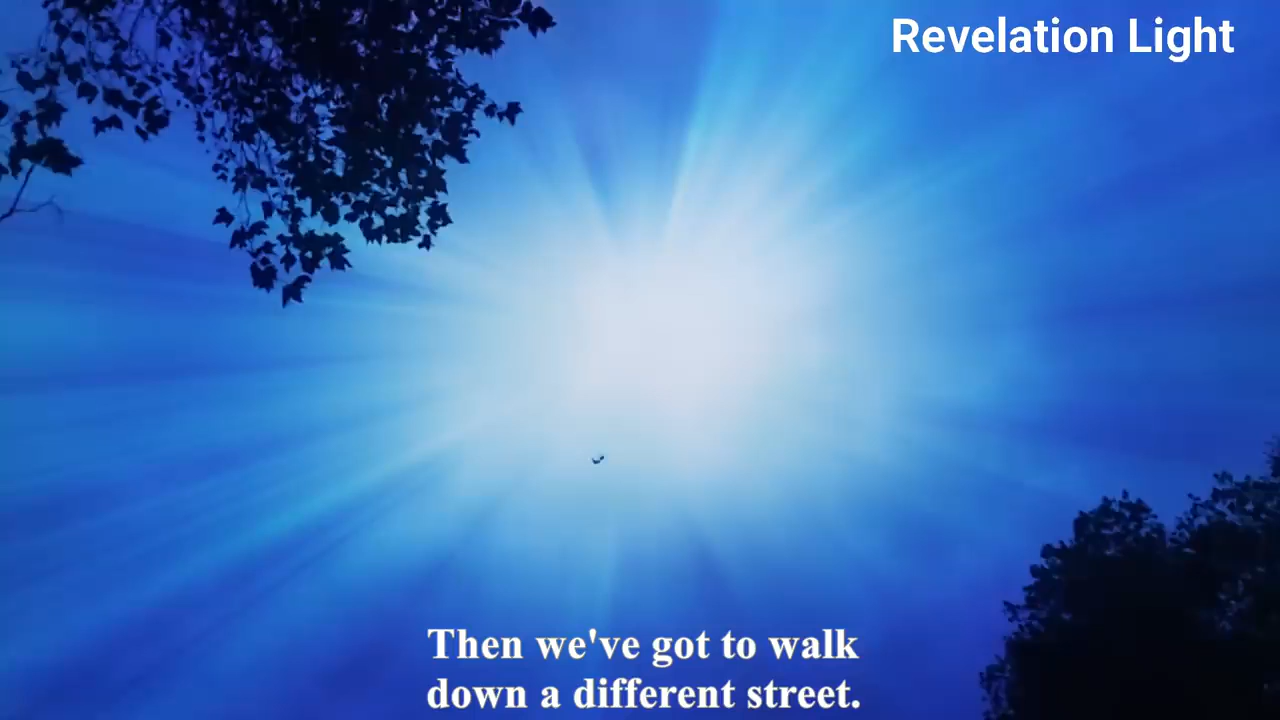 Revelation Light
Then we've got to walk
down a different street.